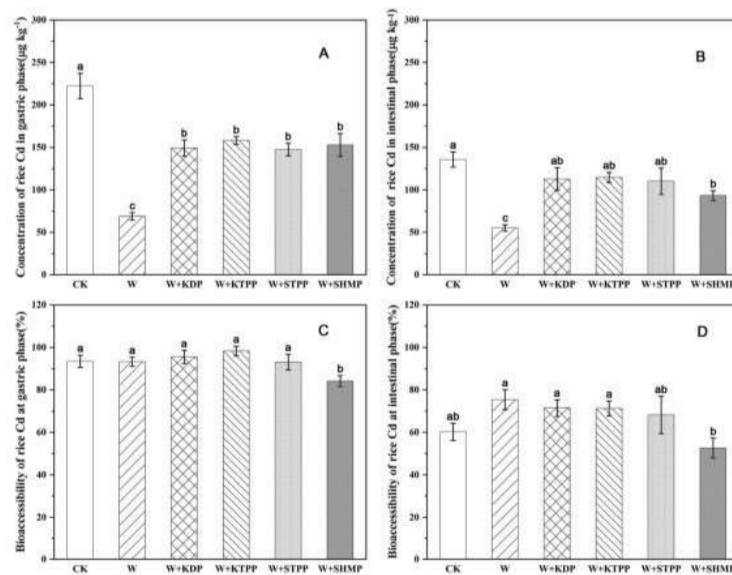 Concentration of rice Cd in gastric phase(μg kg⁻¹)
300
250
200
150
100
50
0
A
a
c
b
b
b
b
CK W W+KDP W+KTPP W+STPP W+SHMP
Concentration of rice Cd in intestinal phase(μg kg⁻¹)
300
250
200
150
100
50
0
B
a
c
ab
ab
ab
b
CK W W+KDP W+KTPP W+STPP W+SHMP
Bioaccessibility of rice Cd at gastric phase(%)
120
100
80
60
40
20
0
C
a
a
a
a
a
b
CK W W+KDP W+KTPP W+STPP W+SHMP
Bioaccessibility of rice Cd at intestinal phase(%)
120
100
80
60
40
20
0
D
ab
a
a
a
ab
b
CK W W+KDP W+KTPP W+STPP W+SHMP